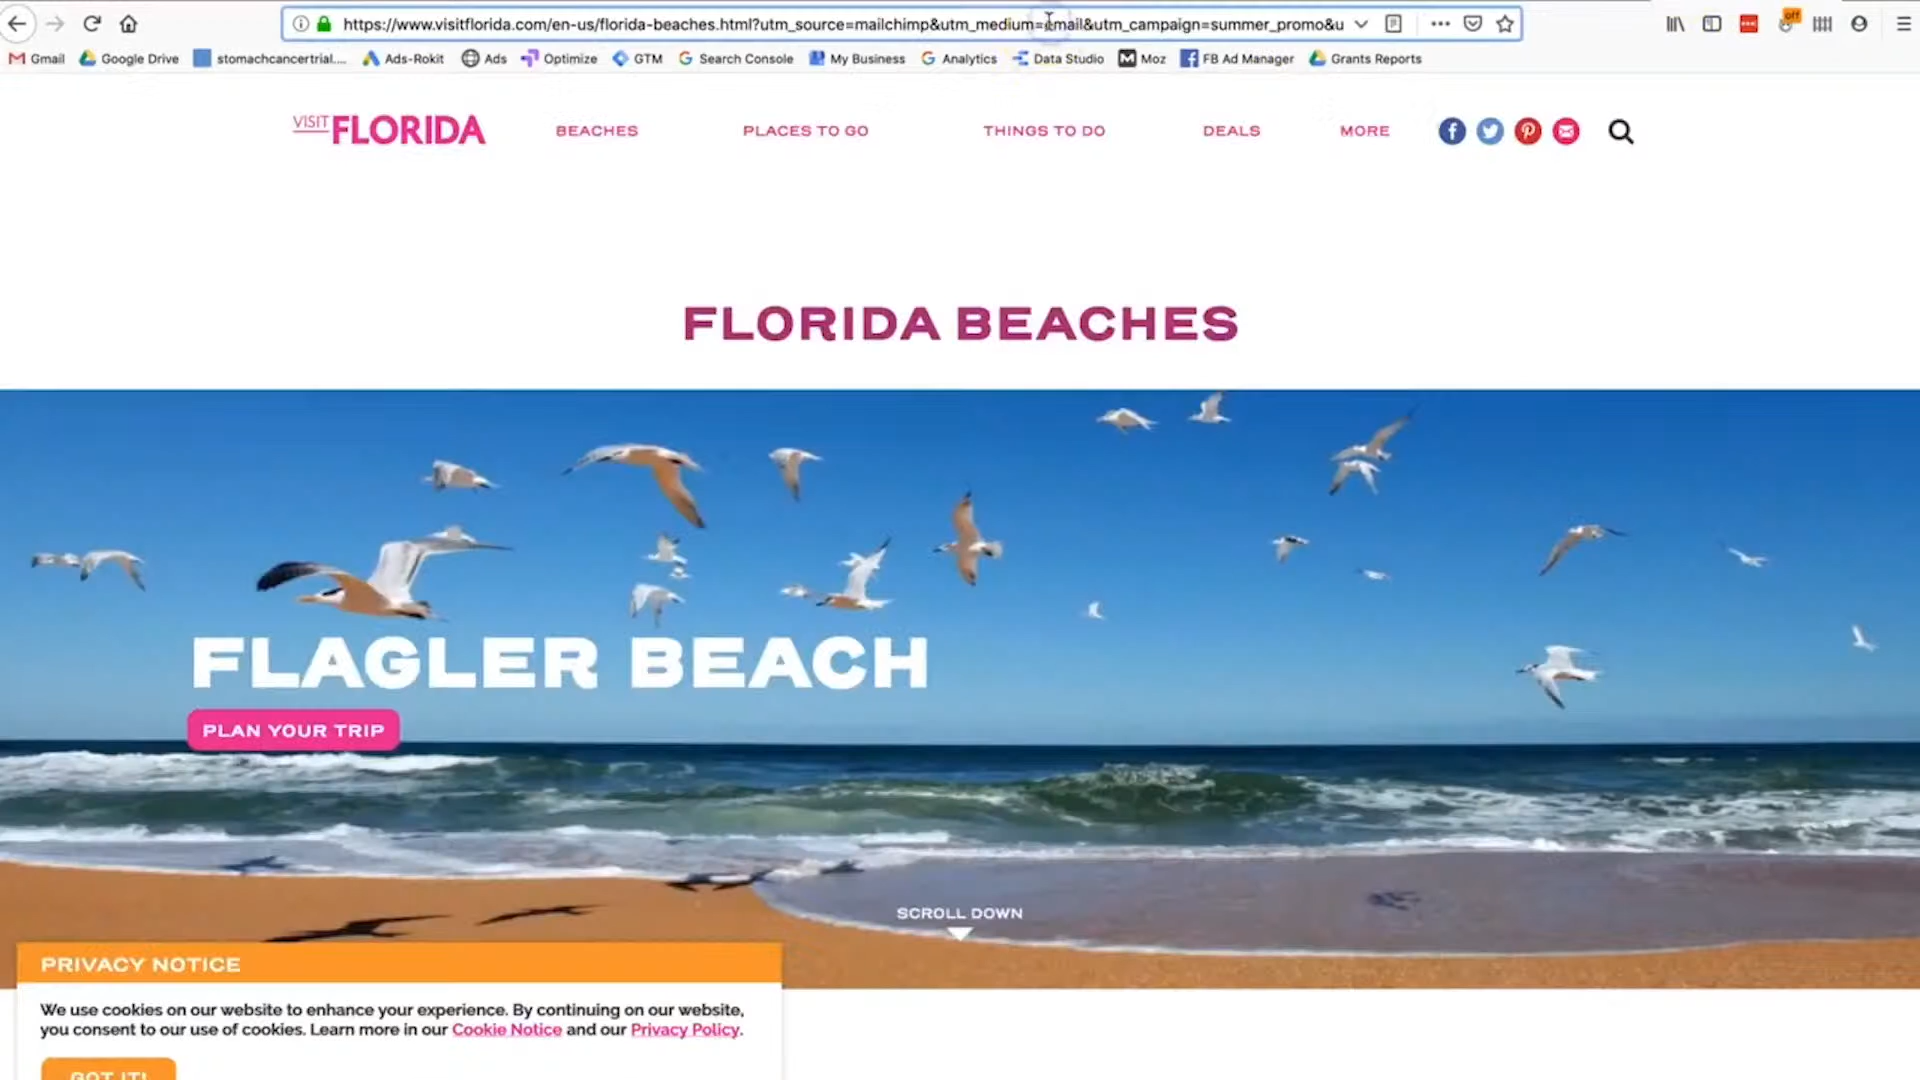 https://www.visitflorida.com/en-us/florida-beaches.html?utm_source=mailchimp&utm_medium=email&utm_campaign=summer_promo&u
off
Gmail Google Drive stomachcancertrial.... Ads-Rokit Ads Optimize GTM Search Console My Business Analytics Data Studio Moz FB Ad Manager Grants Reports
VISIT FLORIDA BEACHES PLACES TO GO THINGS TO DO DEALS MORE
FLORIDA BEACHES
FLAGLER BEACH
PLAN YOUR TRIP
SCROLL DOWN
PRIVACY NOTICE
We use cookies on our website to enhance your experience. By continuing on our website,
you consent to our use of cookies. Learn more in our Cookie Notice and our Privacy Policy.
GOT IT!